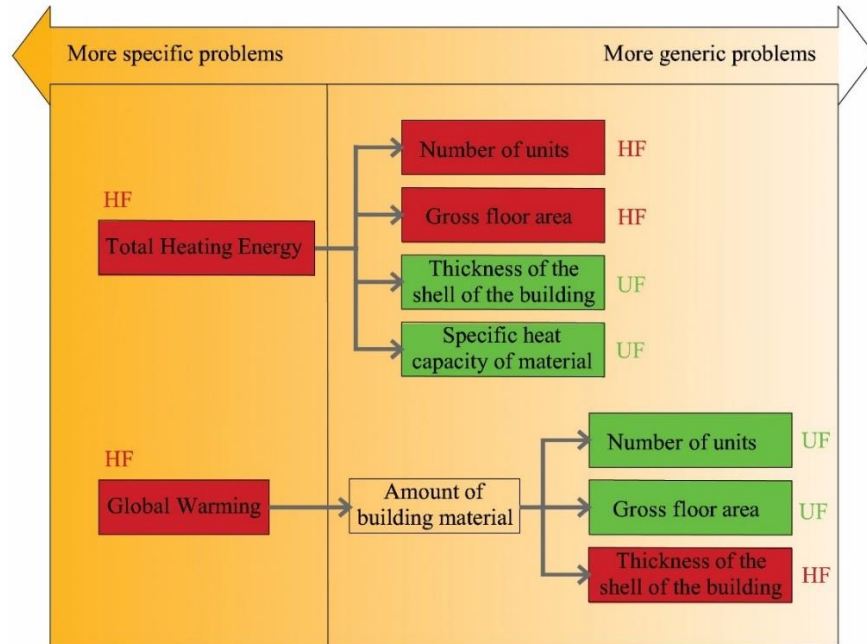 More specific problems
More generic problems
Number of units
HF
HF
Gross floor area
HF
Total Heating Energy
Thickness of the
shell of the building
UF
Specific heat
capacity of material
UF
HF
Number of units
UF
Global Warming
Amount of
building material
Gross floor area
UF
Thickness of the
shell of the building
HF